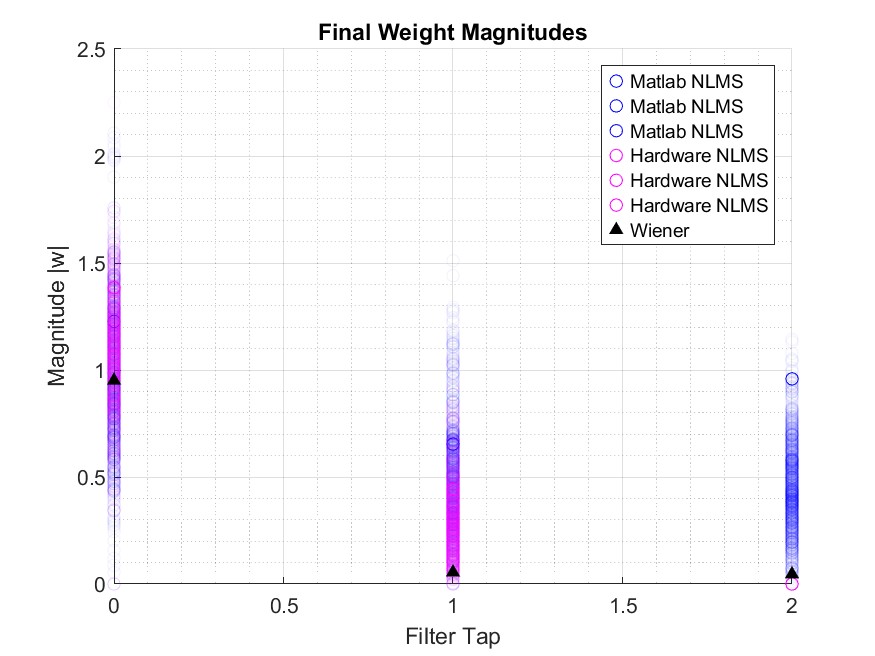 Final Weight Magnitudes
2.5
2
1.5
1
0.5
0
Magnitude |w|
Matlab NLMS
Matlab NLMS
Matlab NLMS
Hardware NLMS
Hardware NLMS
Hardware NLMS
Wiener
0 0.5 1 1.5 2
Filter Tap